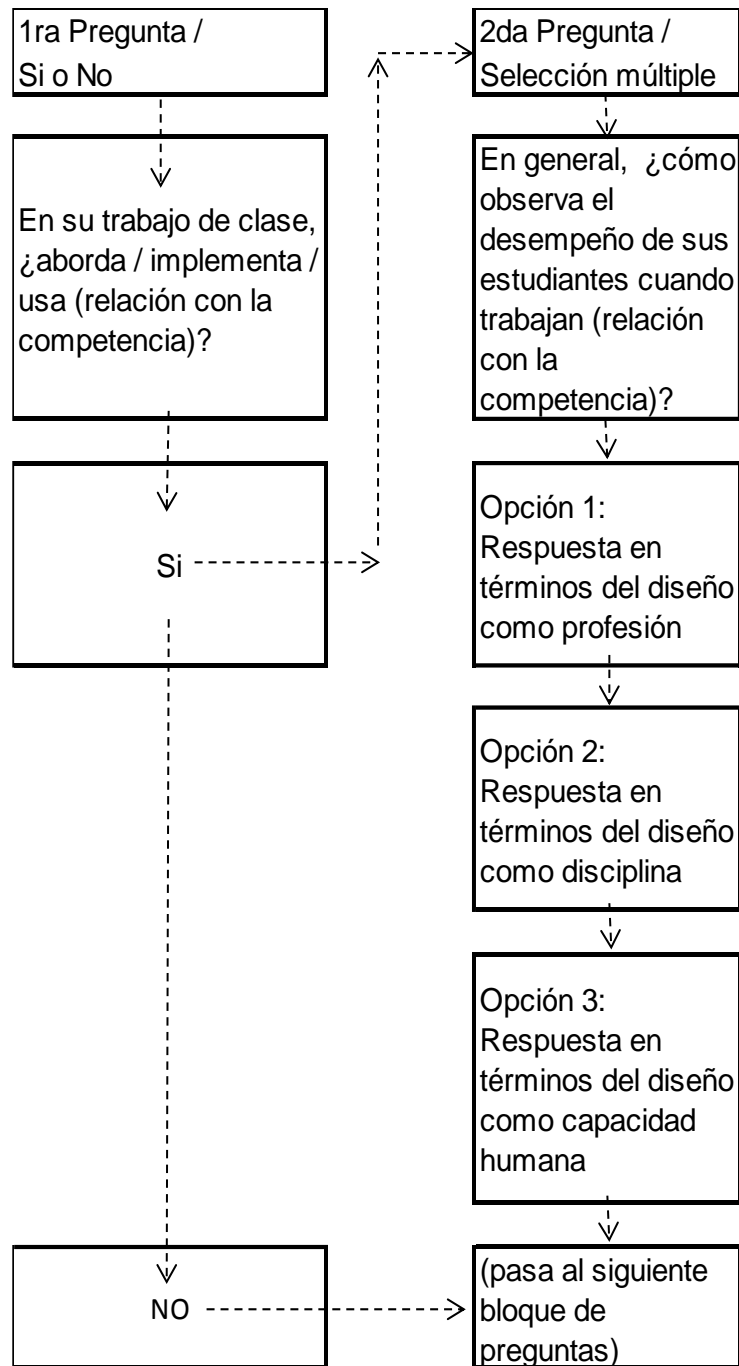 1ra Pregunta /
Si o No
En su trabajo de clase,
¿aborda / implementa /
usa (relación con la
competencia)?
Si
NO
2da Pregunta /
Selección múltiple
En general, ¿cómo
observa el
desempeño de sus
estudiantes cuando
trabajan (relación
con la
competencia)?
Opción 1:
Respuesta en
términos del diseño
como profesión
Opción 2:
Respuesta en
términos del diseño
como disciplina
Opción 3:
Respuesta en
términos del diseño
como capacidad
humana
(pasa al siguiente
bloque de
preguntas)